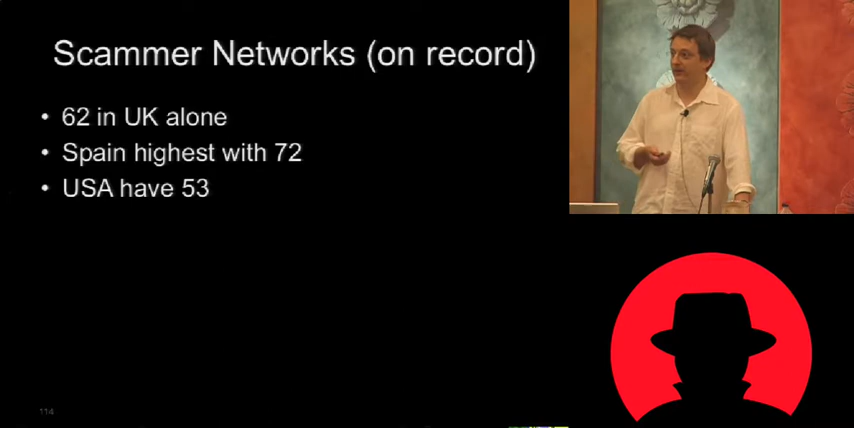 Scammer Networks (on record)
• 62 in UK alone
• Spain highest with 72
• USA have 53
114